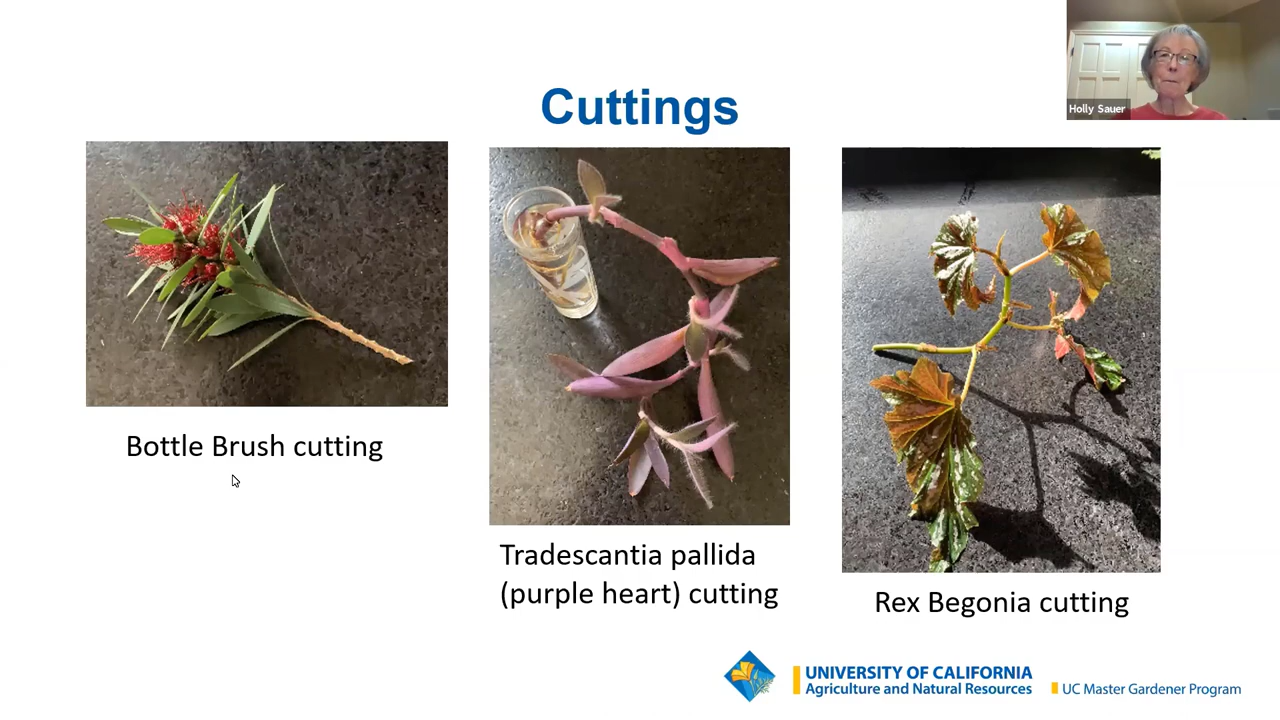 Holly Sauer
Cuttings
Bottle Brush cutting
Tradescantia pallida
(purple heart) cutting
Rex Begonia cutting
UNIVERSITY OF CALIFORNIA
Agriculture and Natural Resources
UC Master Gardener Program